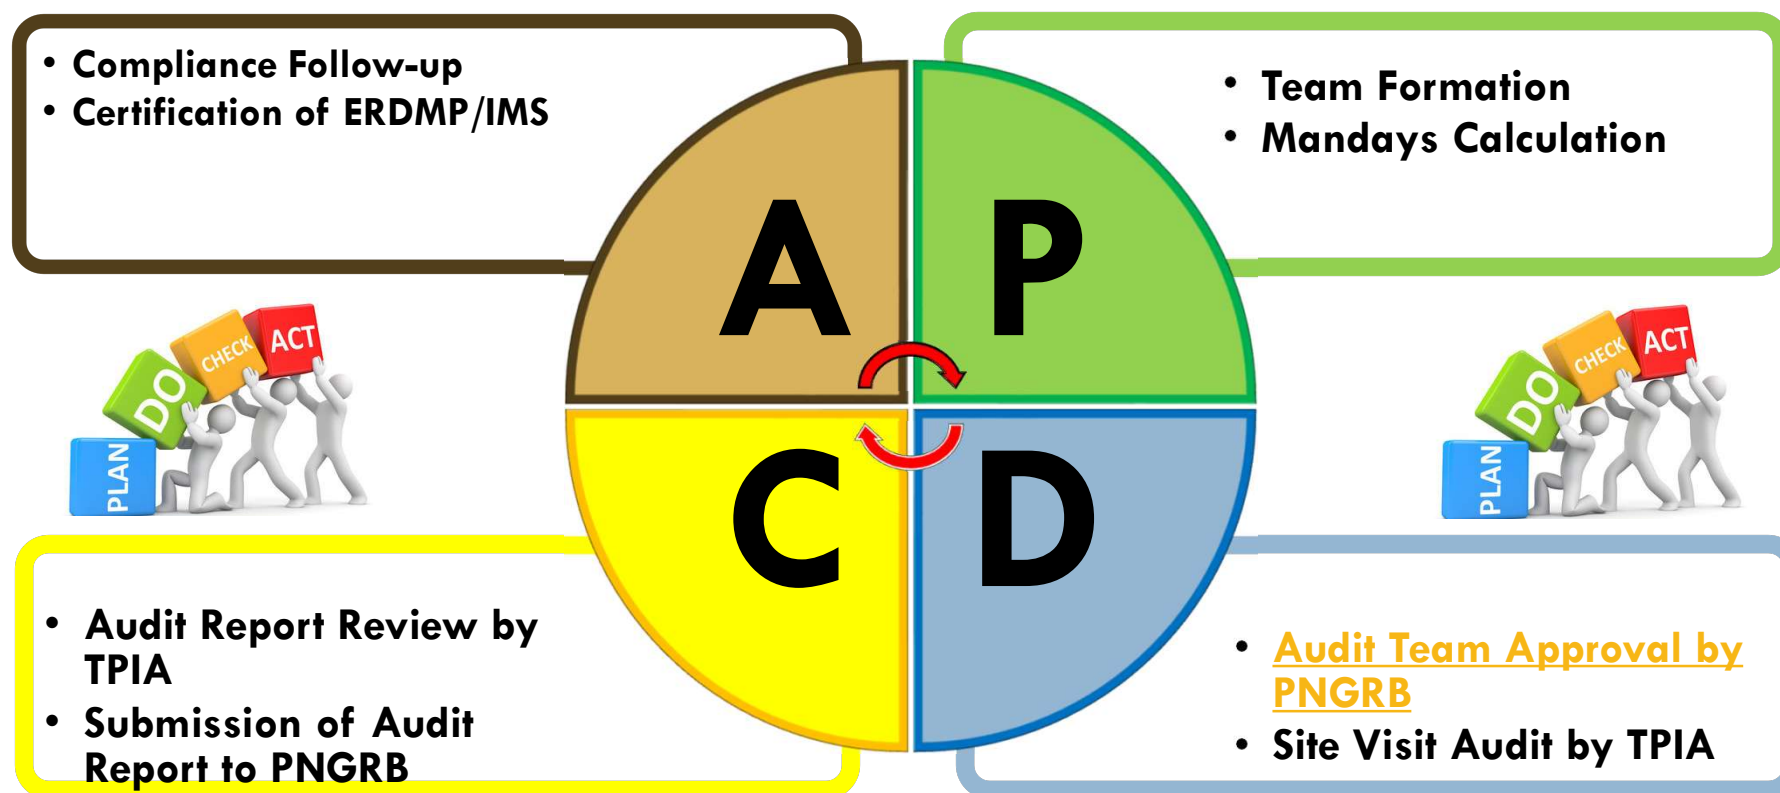 • Compliance Follow-up
• Certification of ERDMP/IMS
• Team Formation
• Mandays Calculation
A P
C D
PLAN
DO
CHECK
ACT
PLAN
DO
CHECK
ACT
• Audit Report Review by
TPIA
• Submission of Audit
Report to PNGRB
• Audit Team Approval by
PNGRB
• Site Visit Audit by TPIA